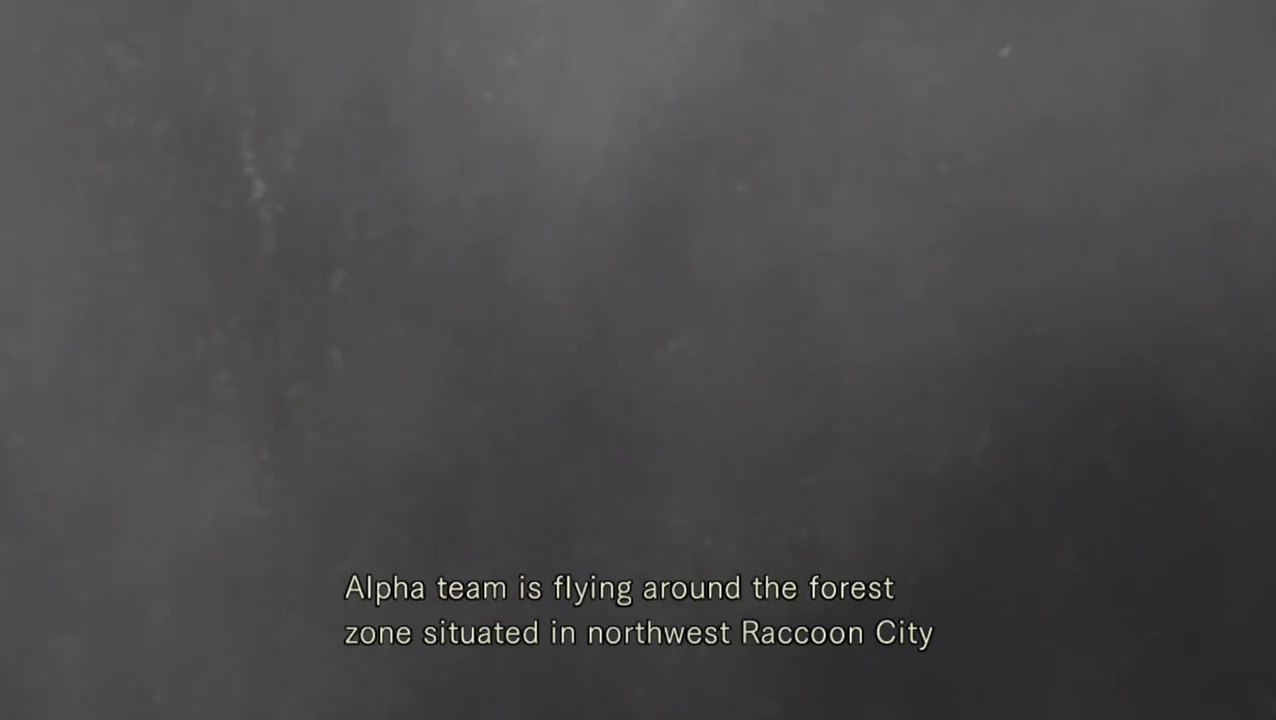 Alpha team is flying around the forest
zone situated in northwest Raccoon City